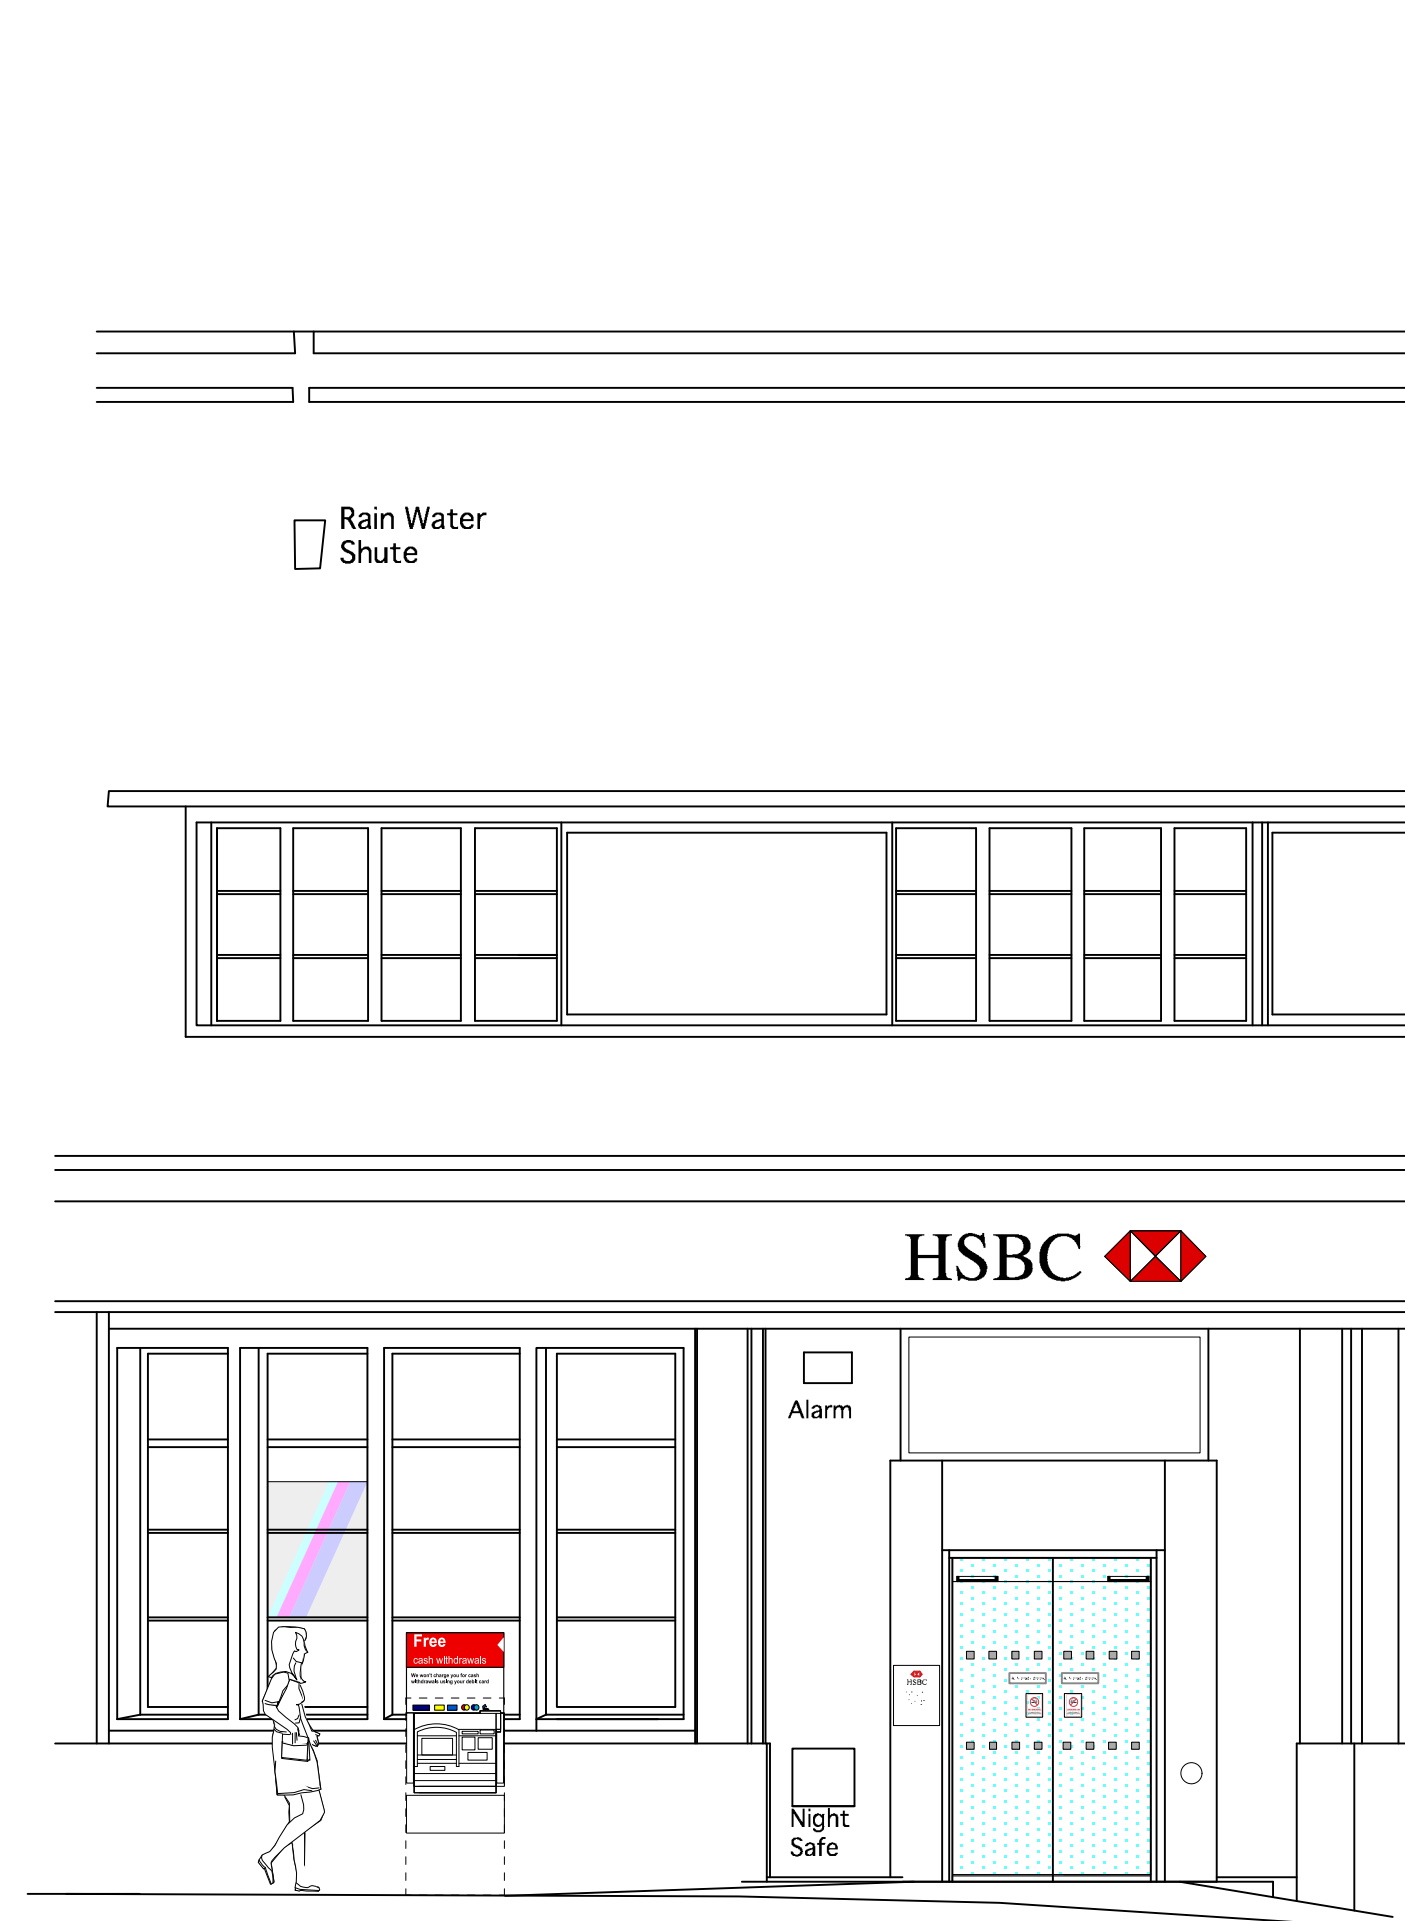 Rain Water
Shute
HSBC
Alarm
Free
cash withdrawals
We won't charge you for cash
withdrawals using your debit card
HSBC
Night
Safe